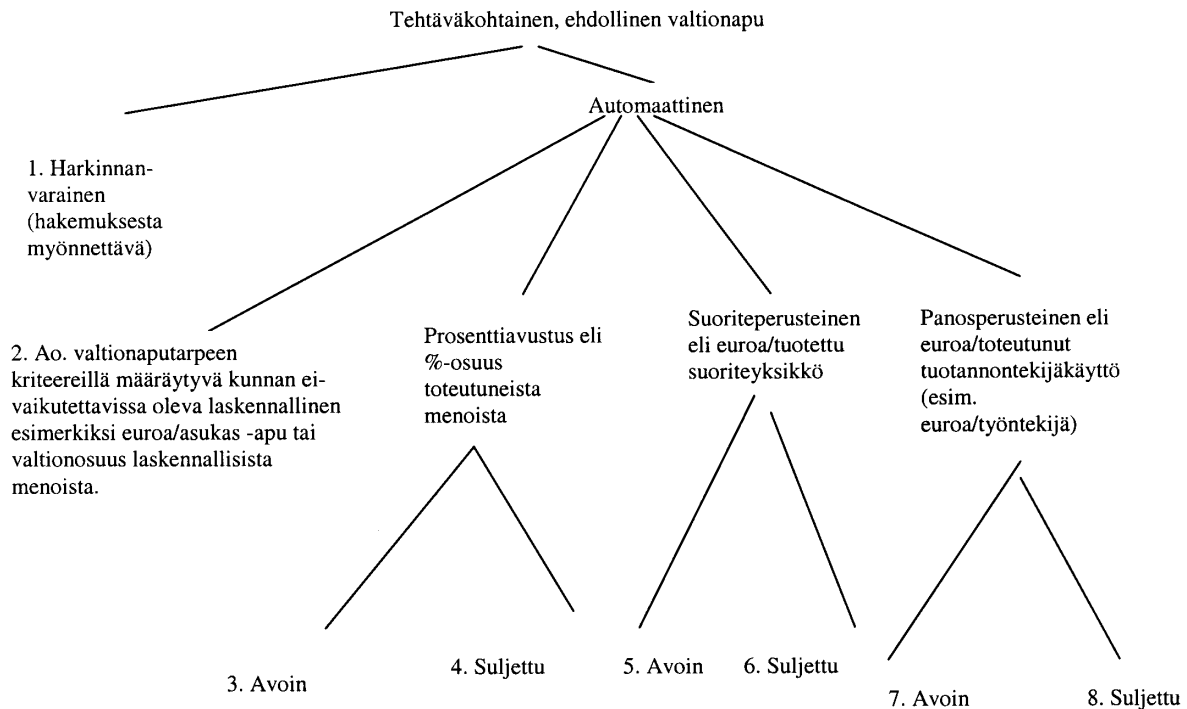 Tehtäväkohtainen, ehdollinen valtionapu
Automaattinen
1. Harkinnan-
varainen
(hakemuksesta
myönnettävä)
2. Ao. valtionaputarpeen
kriteereillä määräytyvä kunnan ei-
vaikutettavissa oleva laskennallinen
esimerkiksi euroa/asukas -apu tai
valtionosuus laskennallisista
menoista.
Prosenttiavustus eli
%-osuus
toteutuneista
menoista
Suoriteperusteinen
eli euroa/tuotettu
suoriteyksikkö
Panosperusteinen eli
euroa/toteutunut
tuotannontekijäkäyttö
(esim.
euroa/työntekijä)
3. Avoin
4. Suljettu
5. Avoin
6. Suljettu
7. Avoin
8. Suljettu